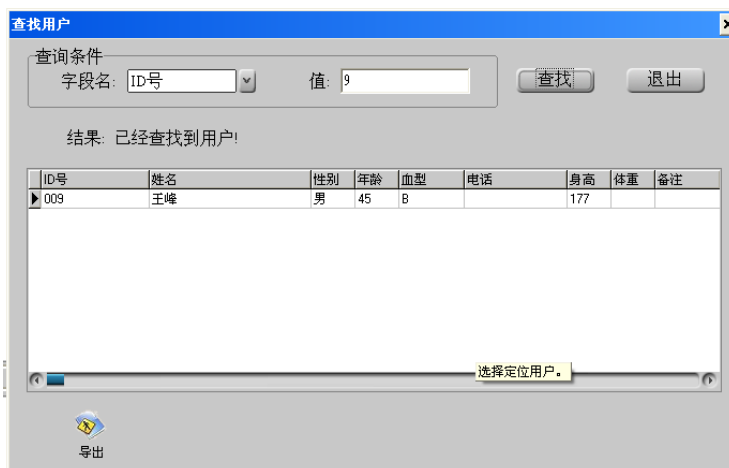 查找用户
查询条件
字段名: ID号 值: 9 查找 退出
结果: 已经查找到用户!
ID号 姓名 性别 年龄 血型 电话 身高 体重 备注
009 王峰 男 45 B 177
选择定位用户。
导出